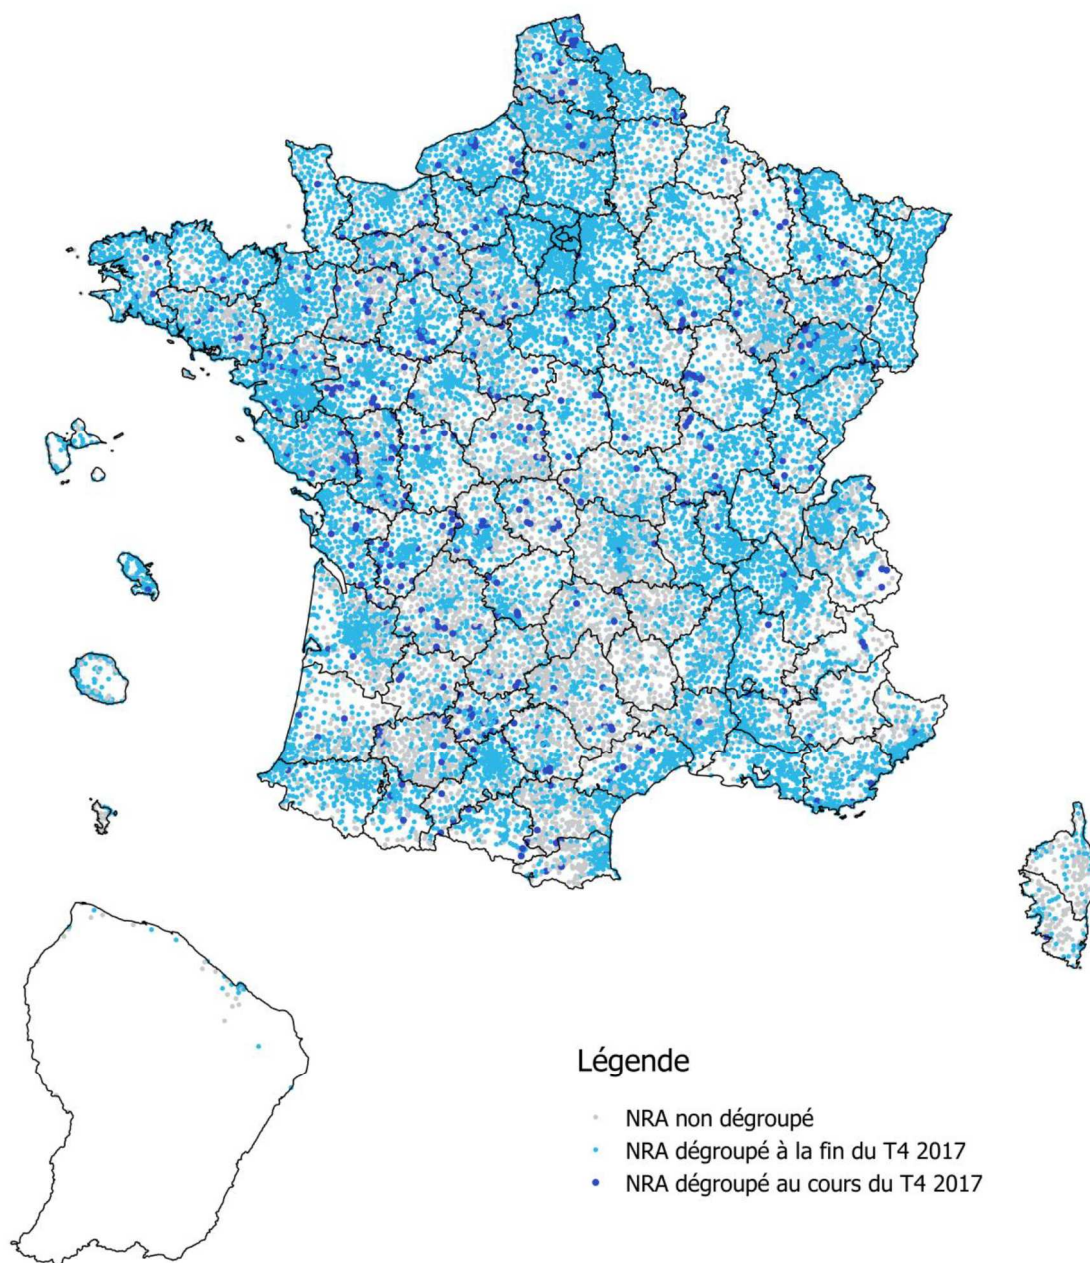 Légende
NRA non dégroupé
NRA dégroupé à la fin du T4 2017
NRA dégroupé au cours du T4 2017